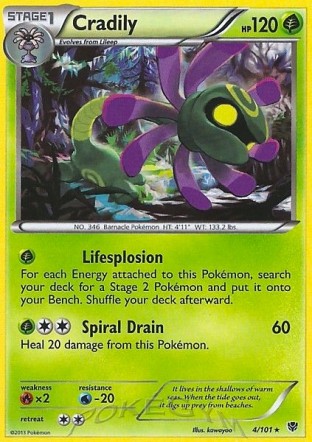 STAGE1
Cradily
HP120
Evolves from Lileep
NO. 346 Barnacle Pokémon HT. 4'11" WT. 133.2 lbs.
Lifesplosion
For each Energy attached to this Pokémon, search
your deck for a Stage 2 Pokémon and put it onto
your Bench. Shuffle your deck afterward.
Spiral Drain 60
Heal 20 damage from this Pokémon.
weakness
×2
resistance
-20
retreat
It lives in the shallows of warm
seas. When the tide goes out,
it digs up prey from beaches.
©2013 Pokémon
Illus. kawayoo
4/101 ★